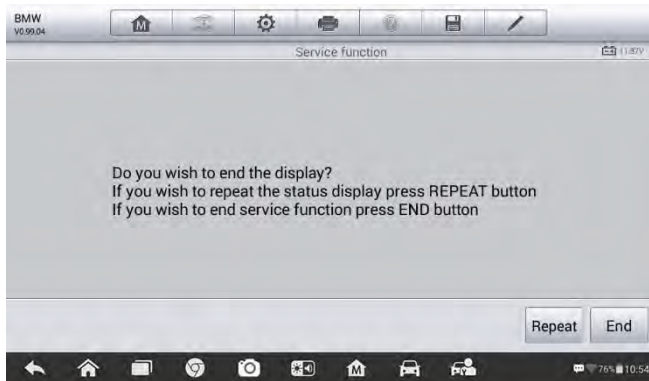 BMW
V0.99.04
Service function
11.87V
Do you wish to end the display?
If you wish to repeat the status display press REPEAT button
If you wish to end service function press END button
Repeat End
76% 10:54